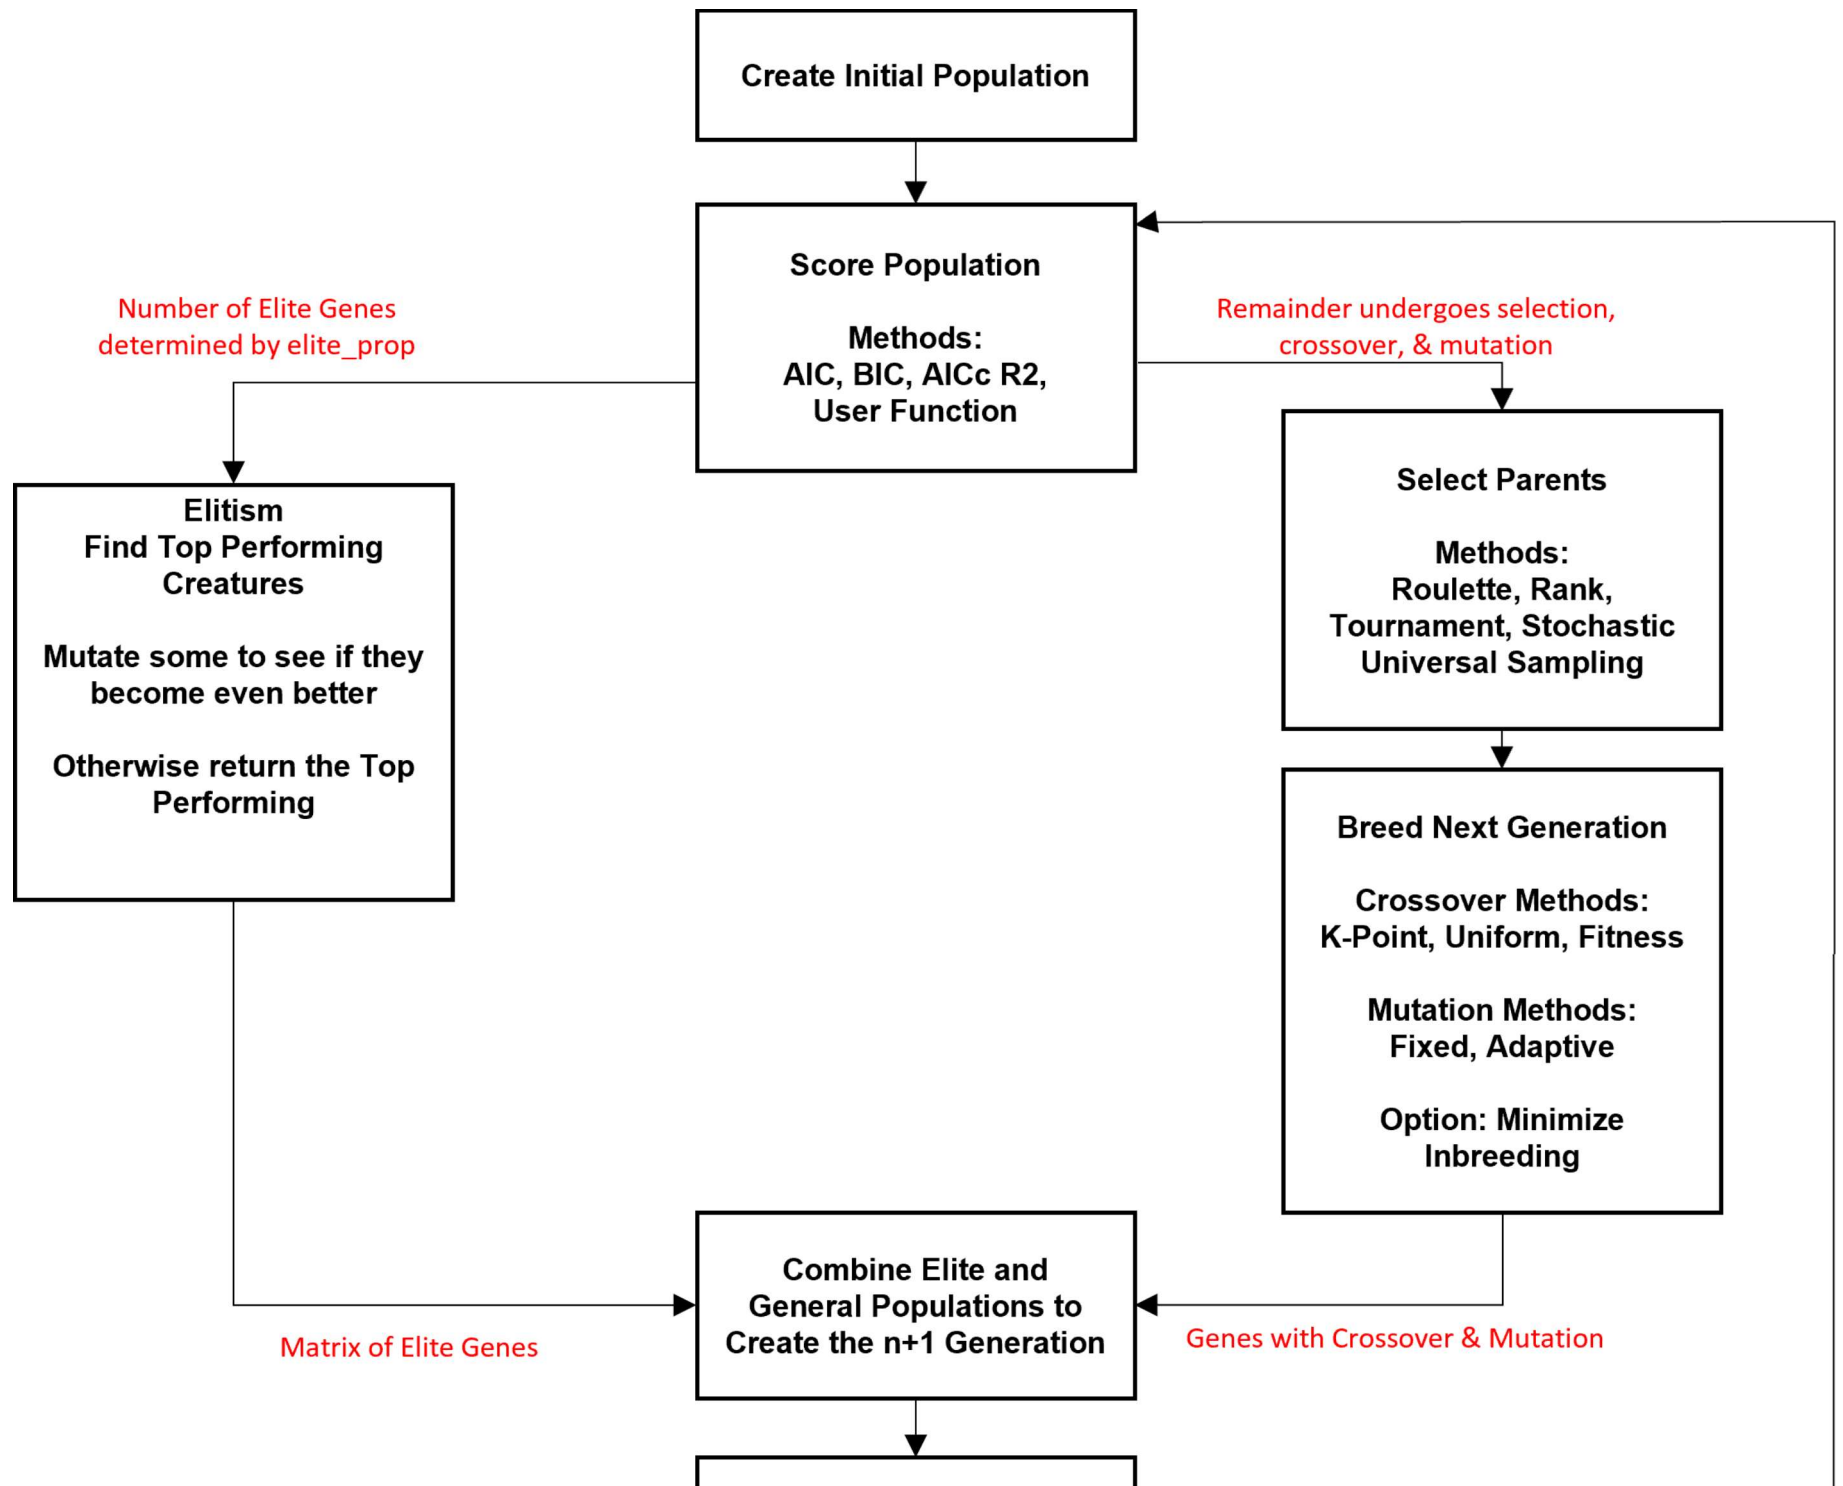 Create Initial Population
Score Population
Methods:
AIC, BIC, AICc R2,
User Function
Number of Elite Genes
determined by elite_prop
Remainder undergoes selection,
crossover, & mutation
Elitism
Find Top Performing
Creatures
Mutate some to see if they
become even better
Otherwise return the Top
Performing
Select Parents
Methods:
Roulette, Rank,
Tournament, Stochastic
Universal Sampling
Breed Next Generation
Crossover Methods:
K-Point, Uniform, Fitness
Mutation Methods:
Fixed, Adaptive
Option: Minimize
Inbreeding
Combine Elite and
General Populations to
Create the n+1 Generation
Matrix of Elite Genes
Genes with Crossover & Mutation